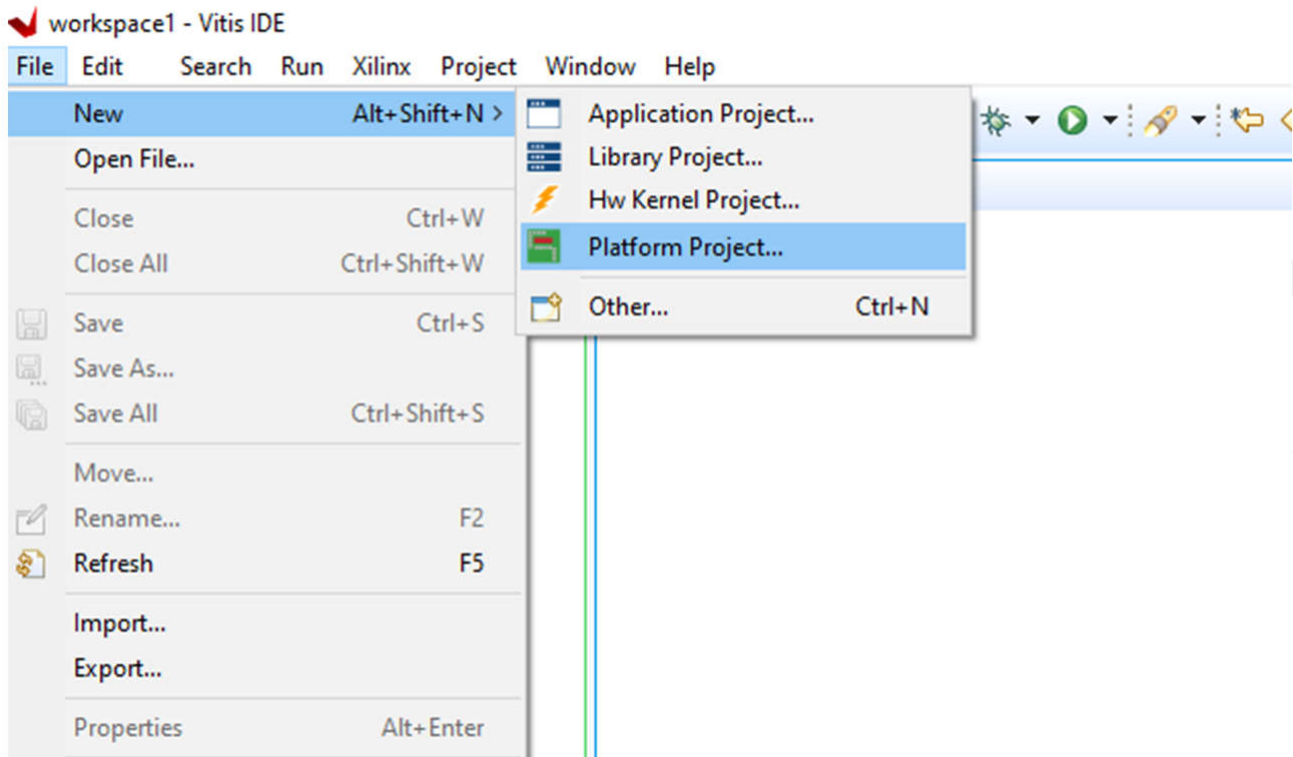 workspace1 - Vitis IDE
File Edit Search Run Xilinx Project Window Help
New Alt+Shift+N >
Open File...
Close Ctrl+W
Close All Ctrl+Shift+W
Save Ctrl+S
Save As...
Save All Ctrl+Shift+S
Move...
Rename... F2
Refresh F5
Import...
Export...
Properties Alt+Enter
Application Project...
Library Project...
Hw Kernel Project...
Platform Project...
Other... Ctrl+N